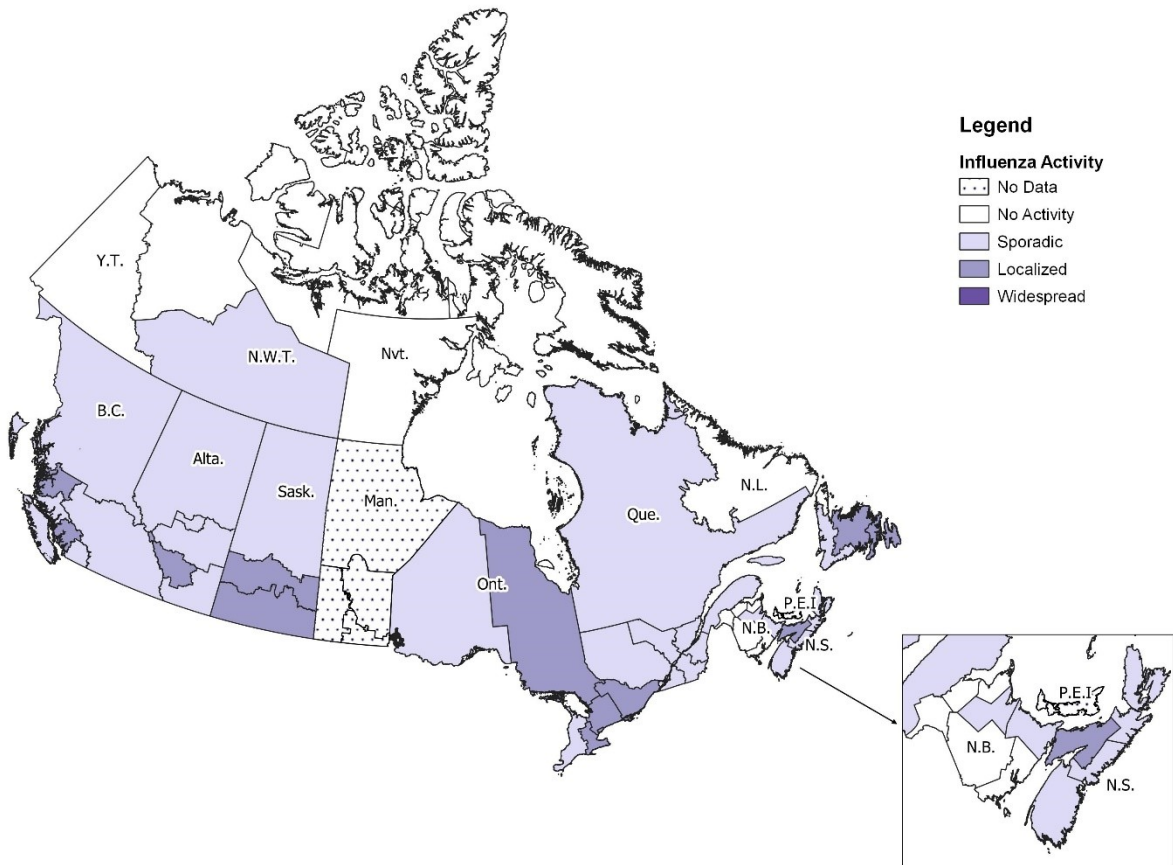 Legend
Influenza Activity
No Data
No Activity
Sporadic
Localized
Widespread
Y.T.
N.W.T.
Nvt.
B.C.
Alta.
Sask.
Man.
Ont.
Que.
N.L.
P.E.I
N.B.
N.S.
P.E.I
N.B.
N.S.